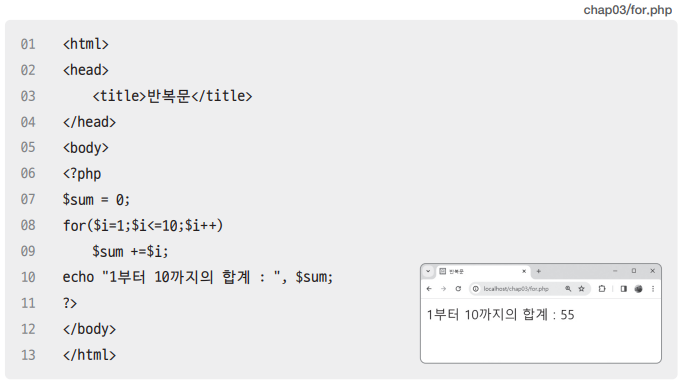 chap03/for.php
01 <html>
02 <head>
03     <title>반복문</title>
04 </head>
05 <body>
06 <?php
07 $sum = 0;
08 for($i=1;$i<=10;$i++)
09     $sum +=$i;
10 echo "1부터 10까지의 합계 : ", $sum;
11 ?>
12 </body>
13 </html>
반복문
localhost/chap03/for.php
1부터 10까지의 합계 : 55